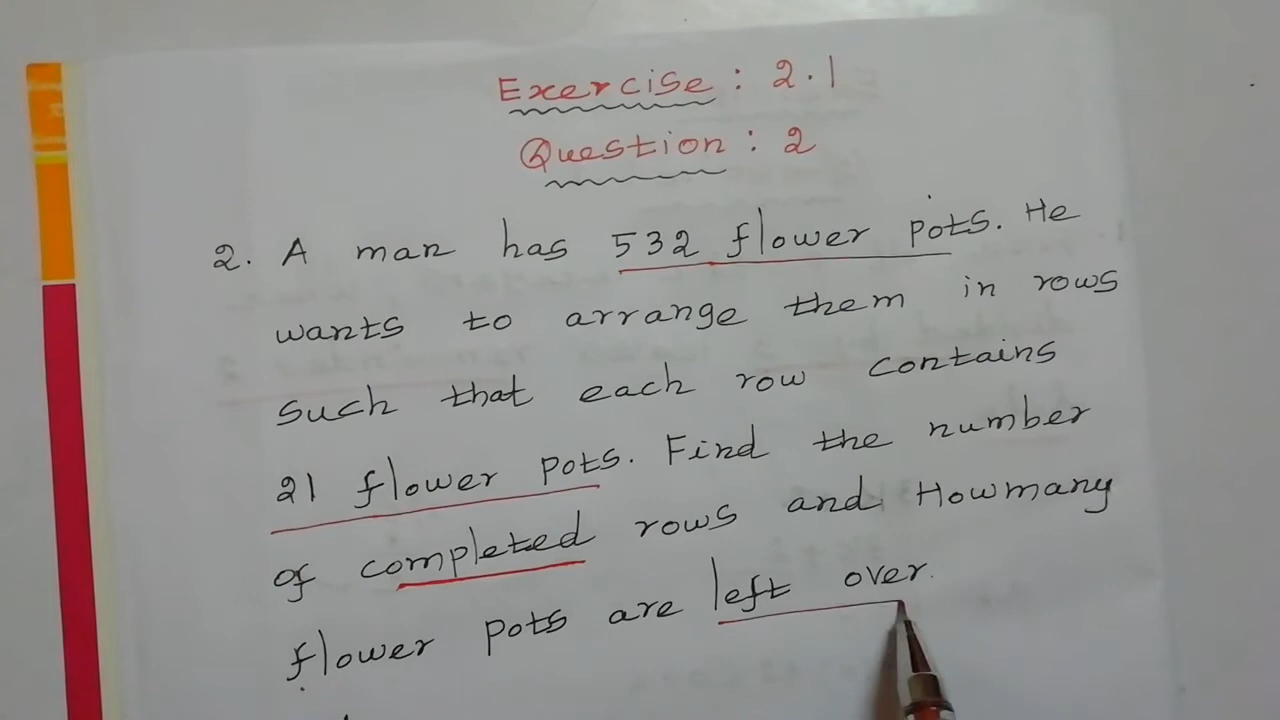 Exercise : 2.1
Question : 2
2. A man has 532 flower pots. He
wants to arrange them in rows
such that each row contains
21 flower pots. Find the number
of completed rows and Howmany
flower pots are left over.